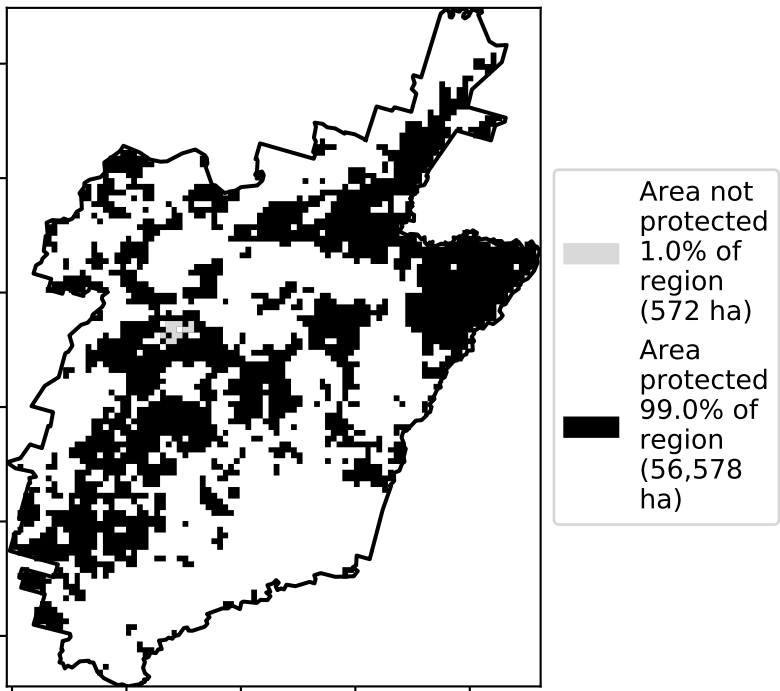 Area not
protected
1.0% of
region
(572 ha)
Area
protected
99.0% of
region
(56,578
ha)